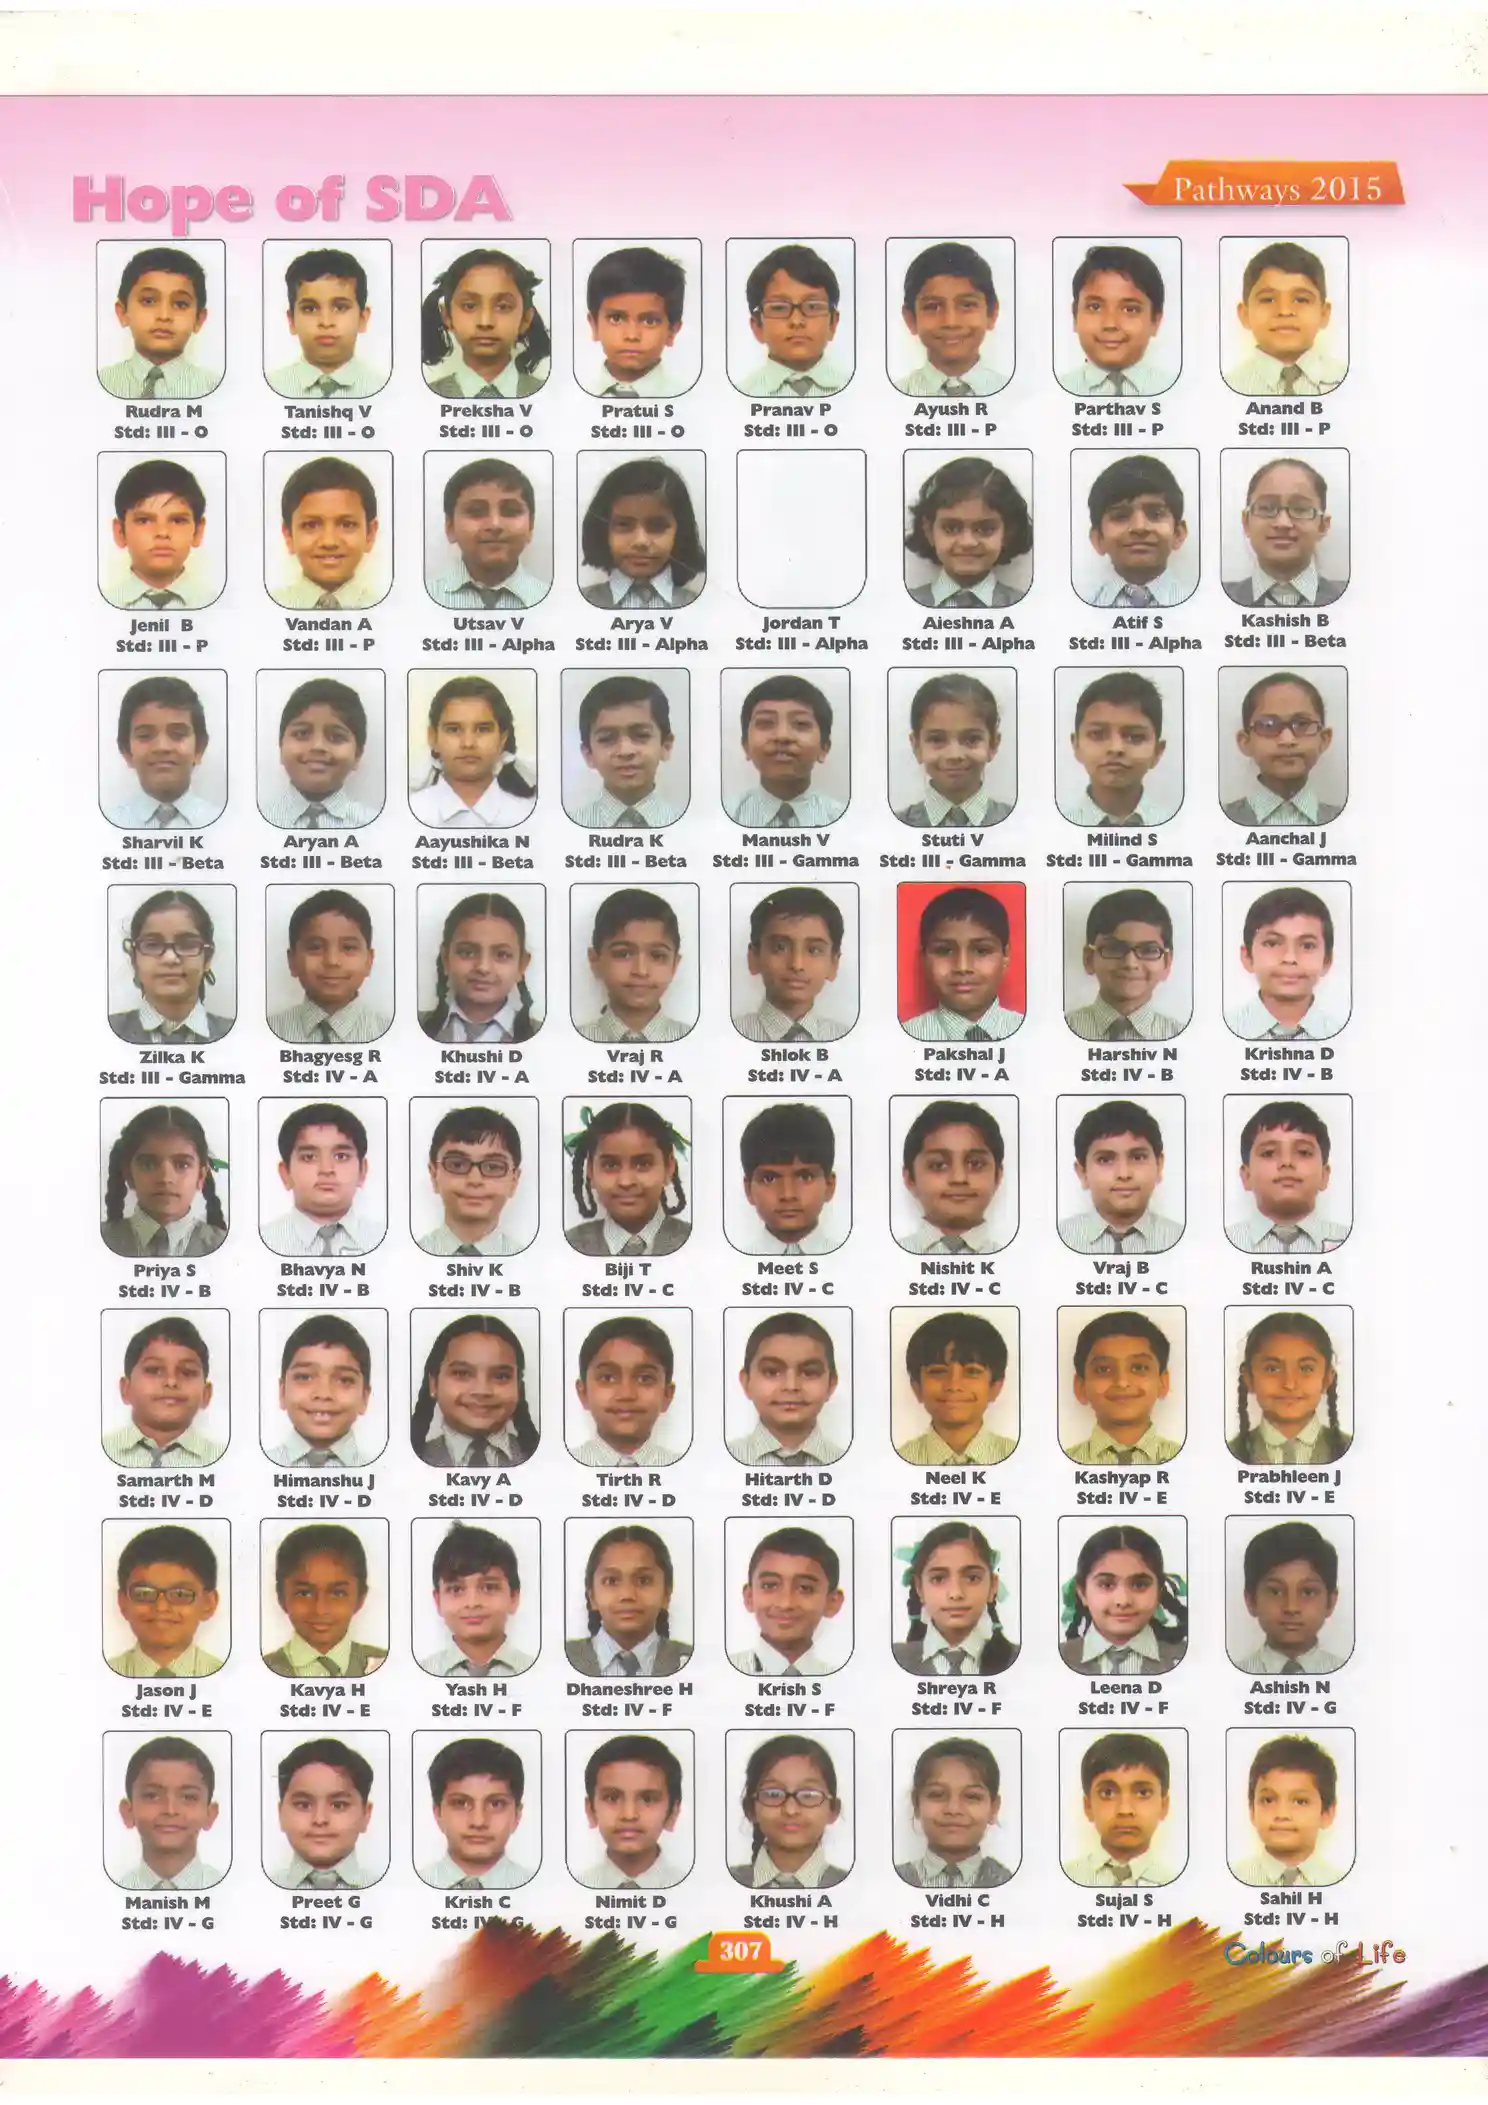 Hope of SDA
Pathways 2015
Rudra M
Std: III - O
Tanishq V
Std: III - O
Preksha V
Std: III - O
Pratui S
Std: III - O
Pranav P
Std: III - O
Ayush R
Std: III - P
Parthav S
Std: III - P
Anand B
Std: III - P
Jenil B
Std: III - P
Vandan A
Std: III - P
Utsav V
Std: III - Alpha
Arya V
Std: III - Alpha
Jordan T
Std: III - Alpha
Aieshna A
Std: III - Alpha
Atif S
Std: III - Alpha
Kashish B
Std: III - Beta
Sharvil K
Std: III - Beta
Aryan A
Std: III - Beta
Aayushika N
Std: III - Beta
Rudra K
Std: III - Beta
Manush V
Std: III - Gamma
Stuti V
Std: III - Gamma
Milind S
Std: III - Gamma
Aanchal J
Std: III - Gamma
Zilka K
Std: III - Gamma
Bhagyesg R
Std: IV - A
Khushi D
Std: IV - A
Vraj R
Std: IV - A
Shlok B
Std: IV - A
Pakshal J
Std: IV - A
Harshiv N
Std: IV - B
Krishna D
Std: IV - B
Priya S
Std: IV - B
Bhavya N
Std: IV - B
Shiv K
Std: IV - B
Biji T
Std: IV - C
Meet S
Std: IV - C
Nishit K
Std: IV - C
Vraj B
Std: IV - C
Rushin A
Std: IV - C
Samarth M
Std: IV - D
Himanshu J
Std: IV - D
Kavy A
Std: IV - D
Tirth R
Std: IV - D
Hitarth D
Std: IV - D
Neel K
Std: IV - E
Kashyap R
Std: IV - E
Prabhleen J
Std: IV - E
Jason J
Std: IV - E
Kavya H
Std: IV - E
Yash H
Std: IV - F
Dhaneshree H
Std: IV - F
Krish S
Std: IV - F
Shreya R
Std: IV - F
Leena D
Std: IV - F
Ashish N
Std: IV - G
Manish M
Std: IV - G
Preet G
Std: IV - G
Krish C
Std: IV - G
Nimit D
Std: IV - G
Khushi A
Std: IV - H
Vidhi C
Std: IV - H
Sujal S
Std: IV - H
Sahil H
Std: IV - H
307
Colours of Life